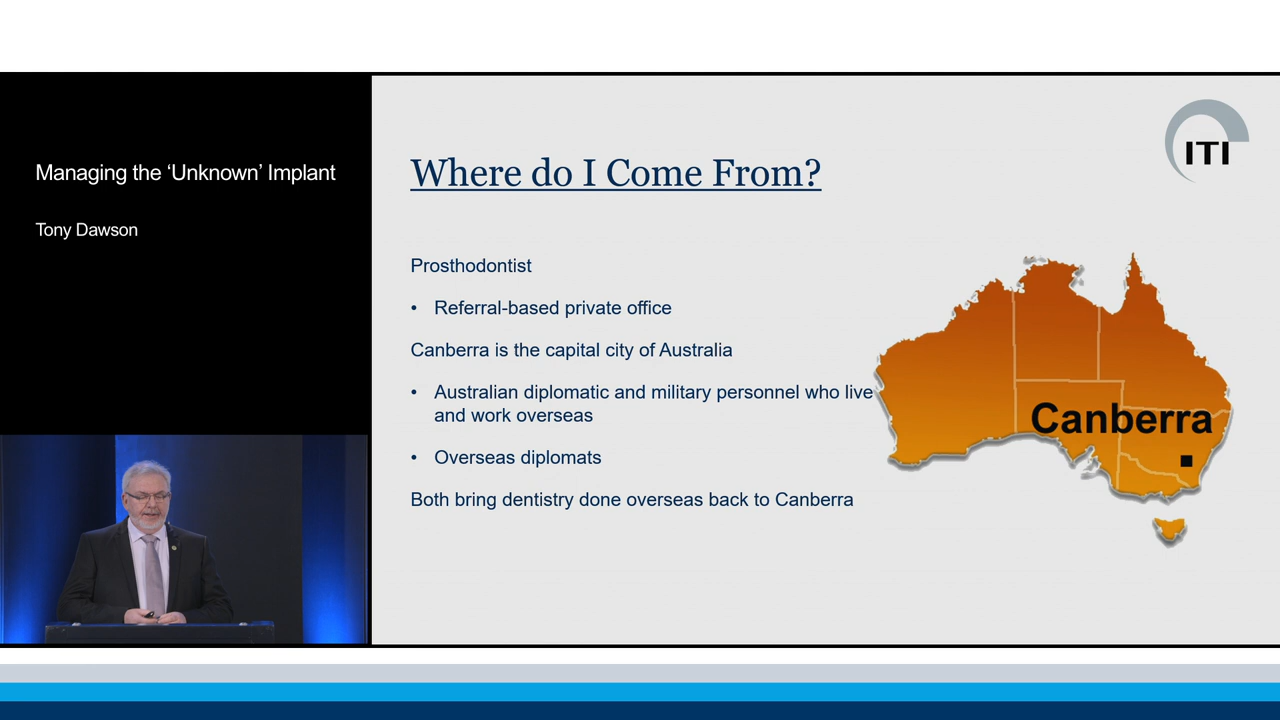 Managing the ‘Unknown’ Implant
Tony Dawson
ITI
Where do I Come From?
Prosthodontist
• Referral-based private office
Canberra is the capital city of Australia
• Australian diplomatic and military personnel who live
and work overseas
• Overseas diplomats
Both bring dentistry done overseas back to Canberra
Canberra